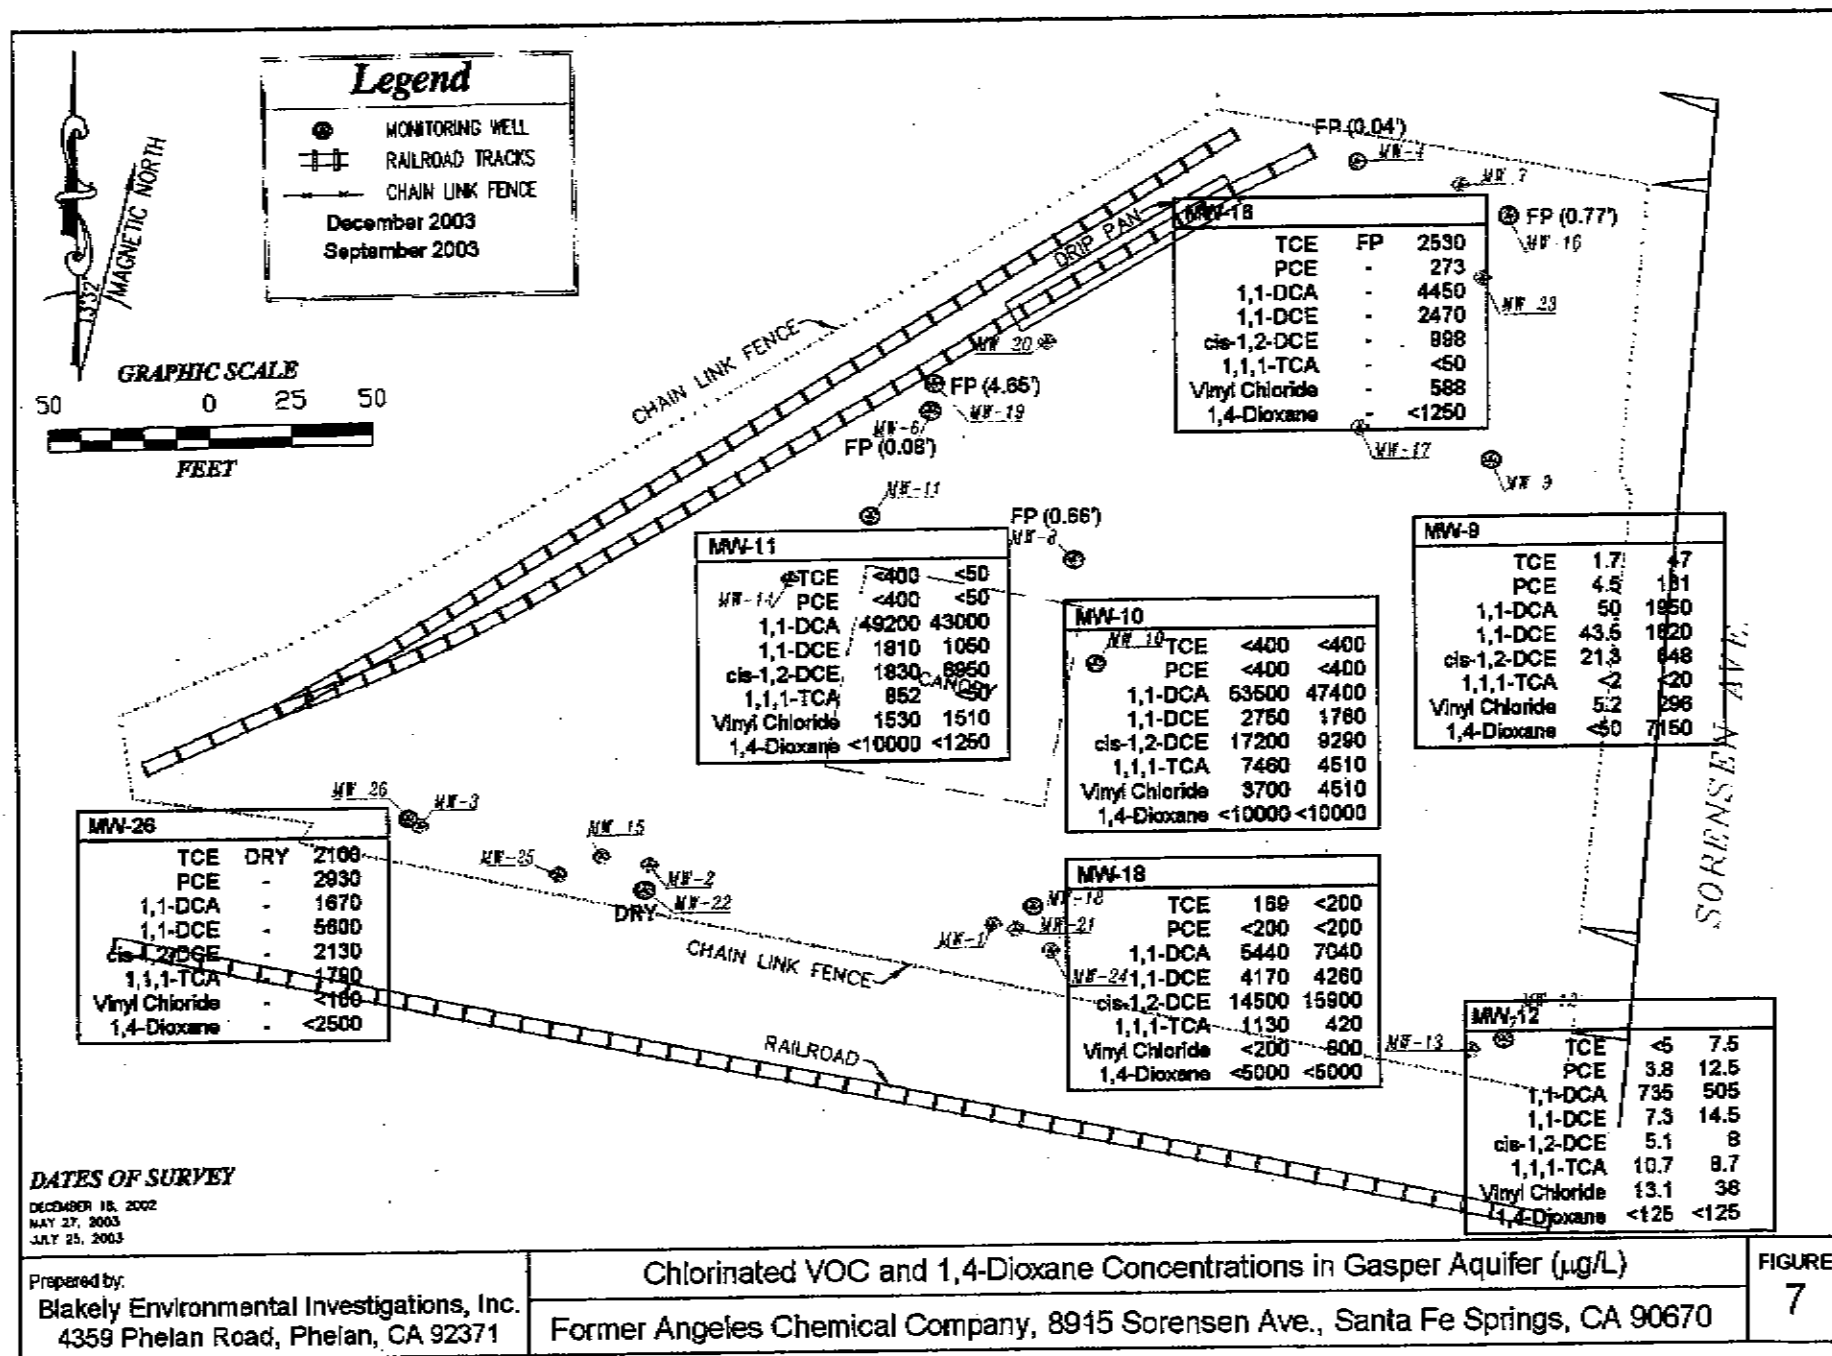 Legend
MONITORING WELL
RAILROAD TRACKS
CHAIN LINK FENCE
December 2003
September 2003
MAGNETIC NORTH
13°32'
GRAPHIC SCALE
50 0 25 50
FEET
CHAIN LINK FENCE
DRIP PAN
FP (0.04')
MW-4
MW-7
FP (0.77')
MW-16
MW-23
MW-20
FP (4.65')
MW-19
MW-6
FP (0.08')
MW-11
FP (0.66')
MW-8
MW-17
MW-9
MW-16
TCE FP 2530
PCE - 273
1,1-DCA - 4450
1,1-DCE - 2470
cis-1,2-DCE - 898
1,1,1-TCA - <50
Vinyl Chloride - 588
1,4-Dioxane - <1250
MW-11
TCE <400 <50
PCE <400 <50
1,1-DCA 49200 43000
1,1-DCE 1810 1050
cis-1,2-DCE 1830 6950
1,1,1-TCA 852 <50
Vinyl Chloride 1530 1510
1,4-Dioxane <10000 <1250
MW-14
CANOPY
MW-10
MW-10
TCE <400 <400
PCE <400 <400
1,1-DCA 53500 47400
1,1-DCE 2750 1760
cis-1,2-DCE 17200 9290
1,1,1-TCA 7460 4510
Vinyl Chloride 3700 4510
1,4-Dioxane <10000 <10000
MW-9
TCE 1.7 47
PCE 4.5 181
1,1-DCA 50 1950
1,1-DCE 43.5 1820
cis-1,2-DCE 21.3 648
1,1,1-TCA <2 <20
Vinyl Chloride 5.2 296
1,4-Dioxane <50 7150
SORENSEN AVE.
MW-26
MW-3
MW-26
TCE DRY 2100
PCE - 2930
1,1-DCA - 1670
1,1-DCE - 5600
cis-1,2-DCE - 2130
1,1,1-TCA - 1790
Vinyl Chloride - <100
1,4-Dioxane - <2500
MW-15
MW-25
MW-2
MW-22
DRY
CHAIN LINK FENCE
MW-18
MW-1
MW-21
MW-24
MW-18
TCE 169 <200
PCE <200 <200
1,1-DCA 5440 7040
1,1-DCE 4170 4260
cis-1,2-DCE 14500 15900
1,1,1-TCA 1130 420
Vinyl Chloride <200 800
1,4-Dioxane <5000 <5000
MW-12
MW-13
MW-12
TCE <5 7.5
PCE 3.8 12.5
1,1-DCA 735 505
1,1-DCE 7.3 14.5
cis-1,2-DCE 5.1 8
1,1,1-TCA 10.7 8.7
Vinyl Chloride 13.1 38
1,4-Dioxane <125 <125
RAILROAD
DATES OF SURVEY
DECEMBER 18, 2002
MAY 27, 2003
JULY 25, 2003
Prepared by:
Blakely Environmental Investigations, Inc.
4359 Phelan Road, Phelan, CA 92371
Chlorinated VOC and 1,4-Dioxane Concentrations in Gasper Aquifer (µg/L)
Former Angeles Chemical Company, 8915 Sorensen Ave., Santa Fe Springs, CA 90670
FIGURE
7